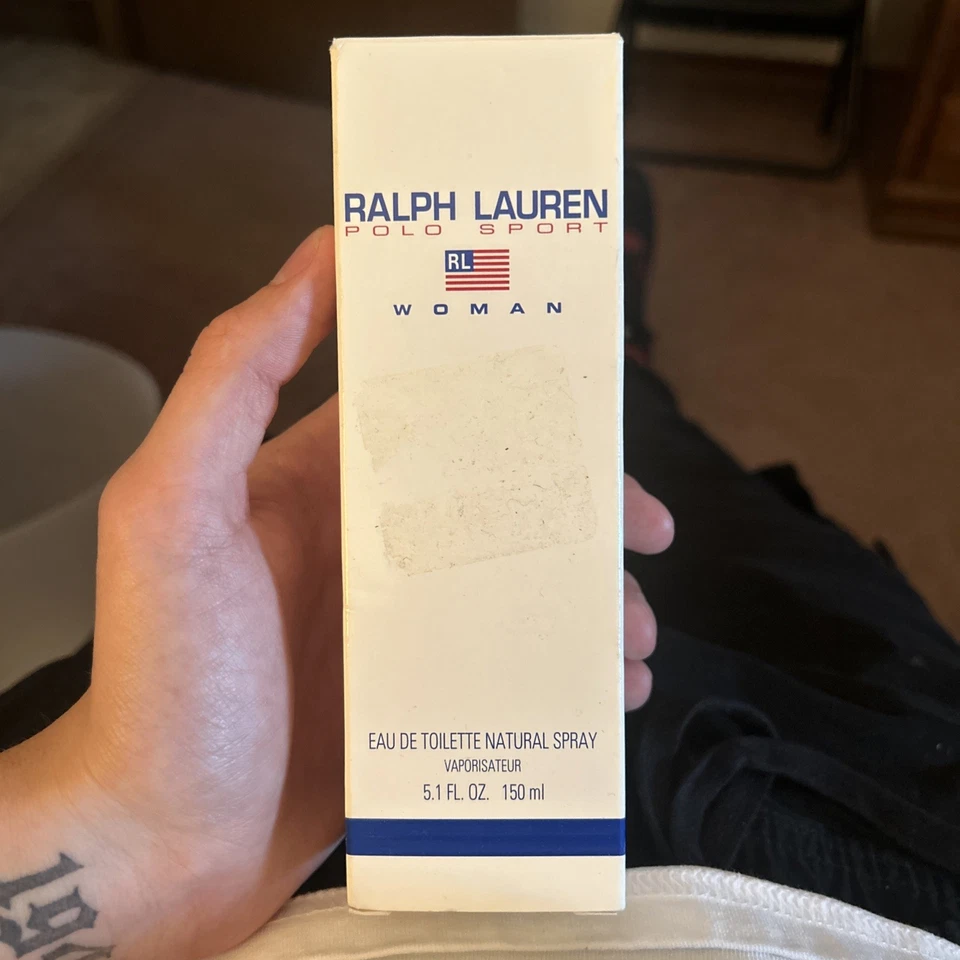 RALPH LAUREN
POLO SPORT
RL
WOMAN
EAU DE TOILETTE NATURAL SPRAY
VAPORISATEUR
5.1 FL. OZ. 150 ml